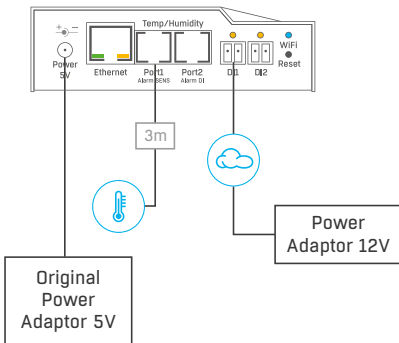 Temp/Humidity
Power
5V
Ethernet
Port1
Alarm SENS
Port2
Alarm DI
DI1
DI2
WiFi
Reset
3m
Power
Adaptor 12V
Original
Power
Adaptor 5V